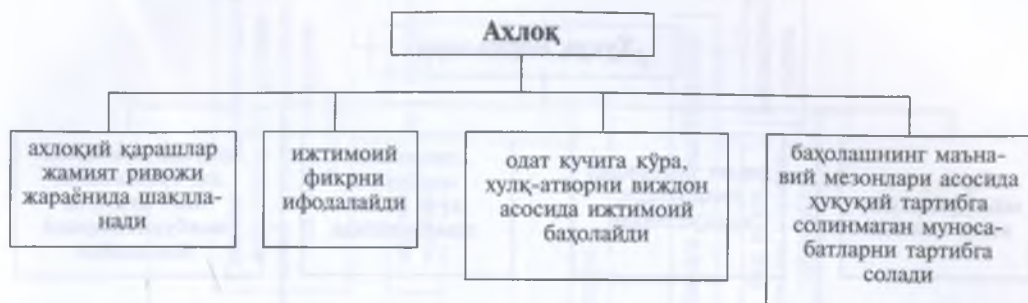 Ахлоқ
ахлоқий қарашлар
жамият ривожи
жараёнида шаклла-
нади
ижтимоий
фикрни
ифодалайди
одат кучига кўра,
хулқ-атворни виждон
асосида ижтимоий
баҳолайди
баҳолашнинг маъна-
вий мезонлари асосида
ҳуқуқий тартибга
солинмаган муноса-
батларни тартибга
солади